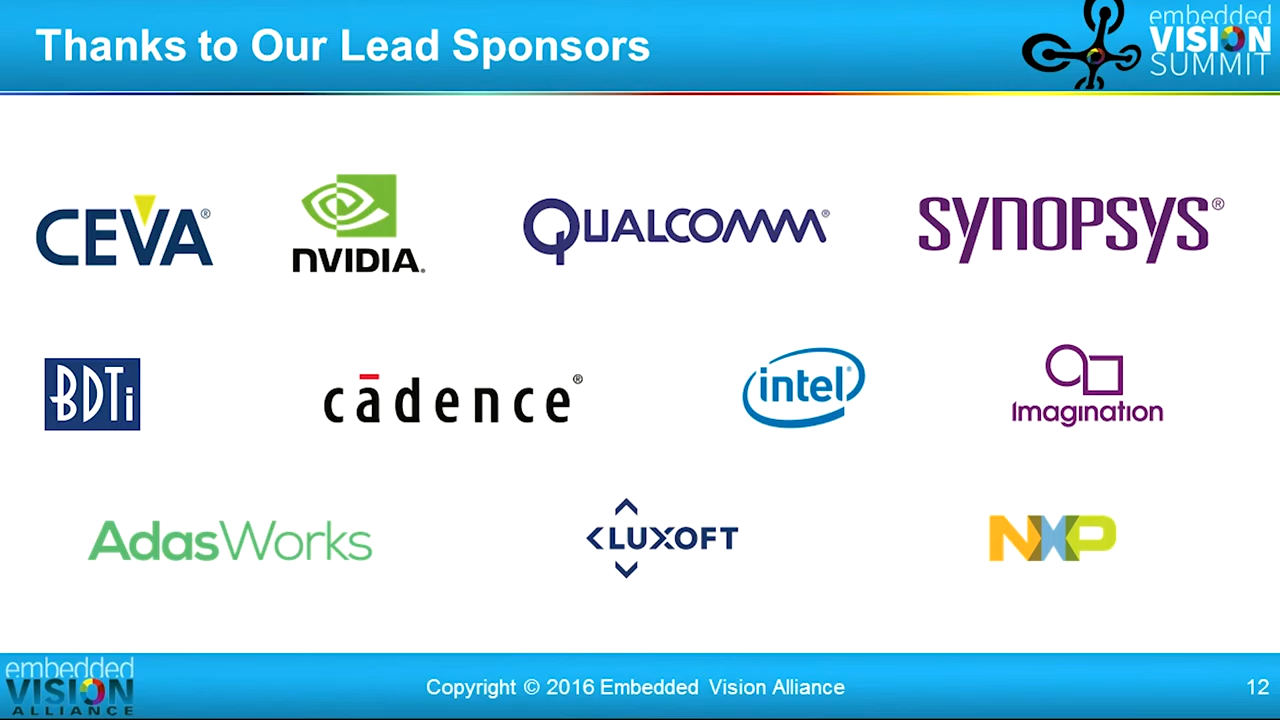 Thanks to Our Lead Sponsors
embedded
VISION
SUMMIT
CEVA®
NVIDIA.
QUALCOMM®
SYNOPSYS®
BDTi
cādence®
intel®
Imagination
AdasWorks
LUXOFT
NXP
embedded
VISION
ALLIANCE
Copyright © 2016 Embedded Vision Alliance
12